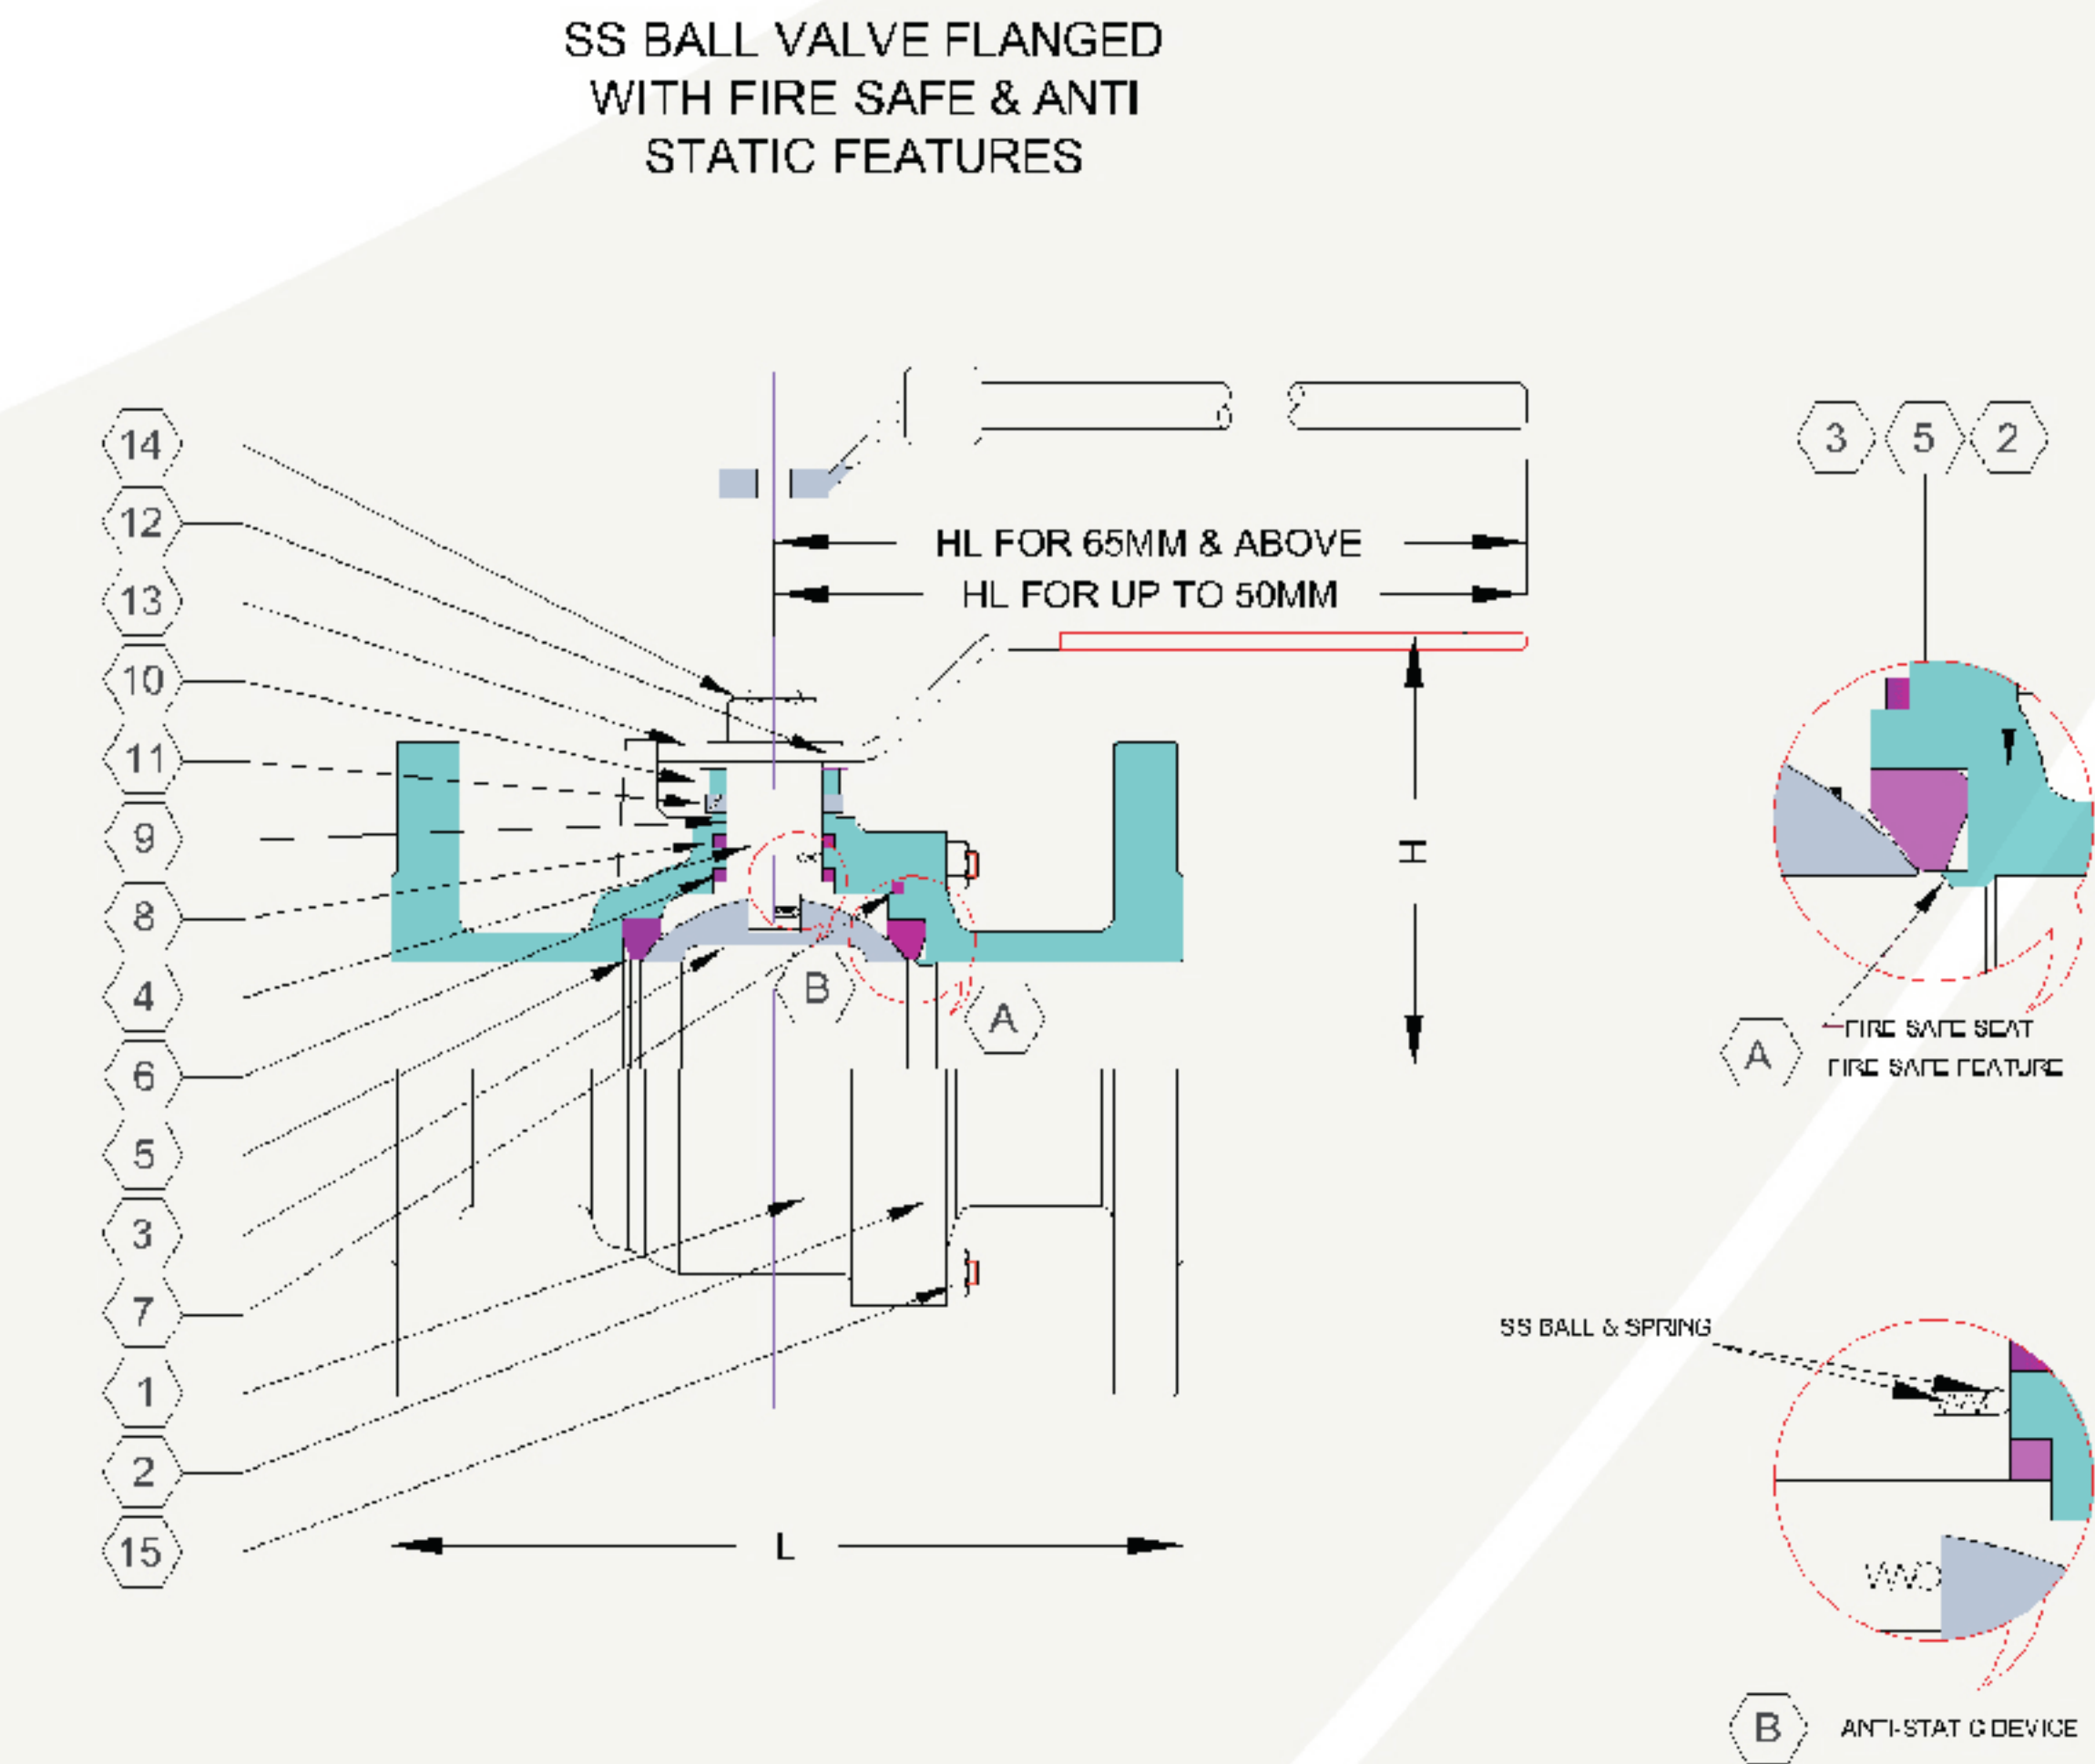 SS BALL VALVE FLANGED
WITH FIRE SAFE & ANTI
STATIC FEATURES
14
12
13
10
11
9
8
4
6
5
3
7
1
2
15
HL FOR 65MM & ABOVE
HL FOR UP TO 50MM
H
B
A
L
3 5 2
FIRE SAFE SEAT
A
FIRE SAFE FEATURE
SS BALL & SPRING
B ANTI-STATIC DEVICE